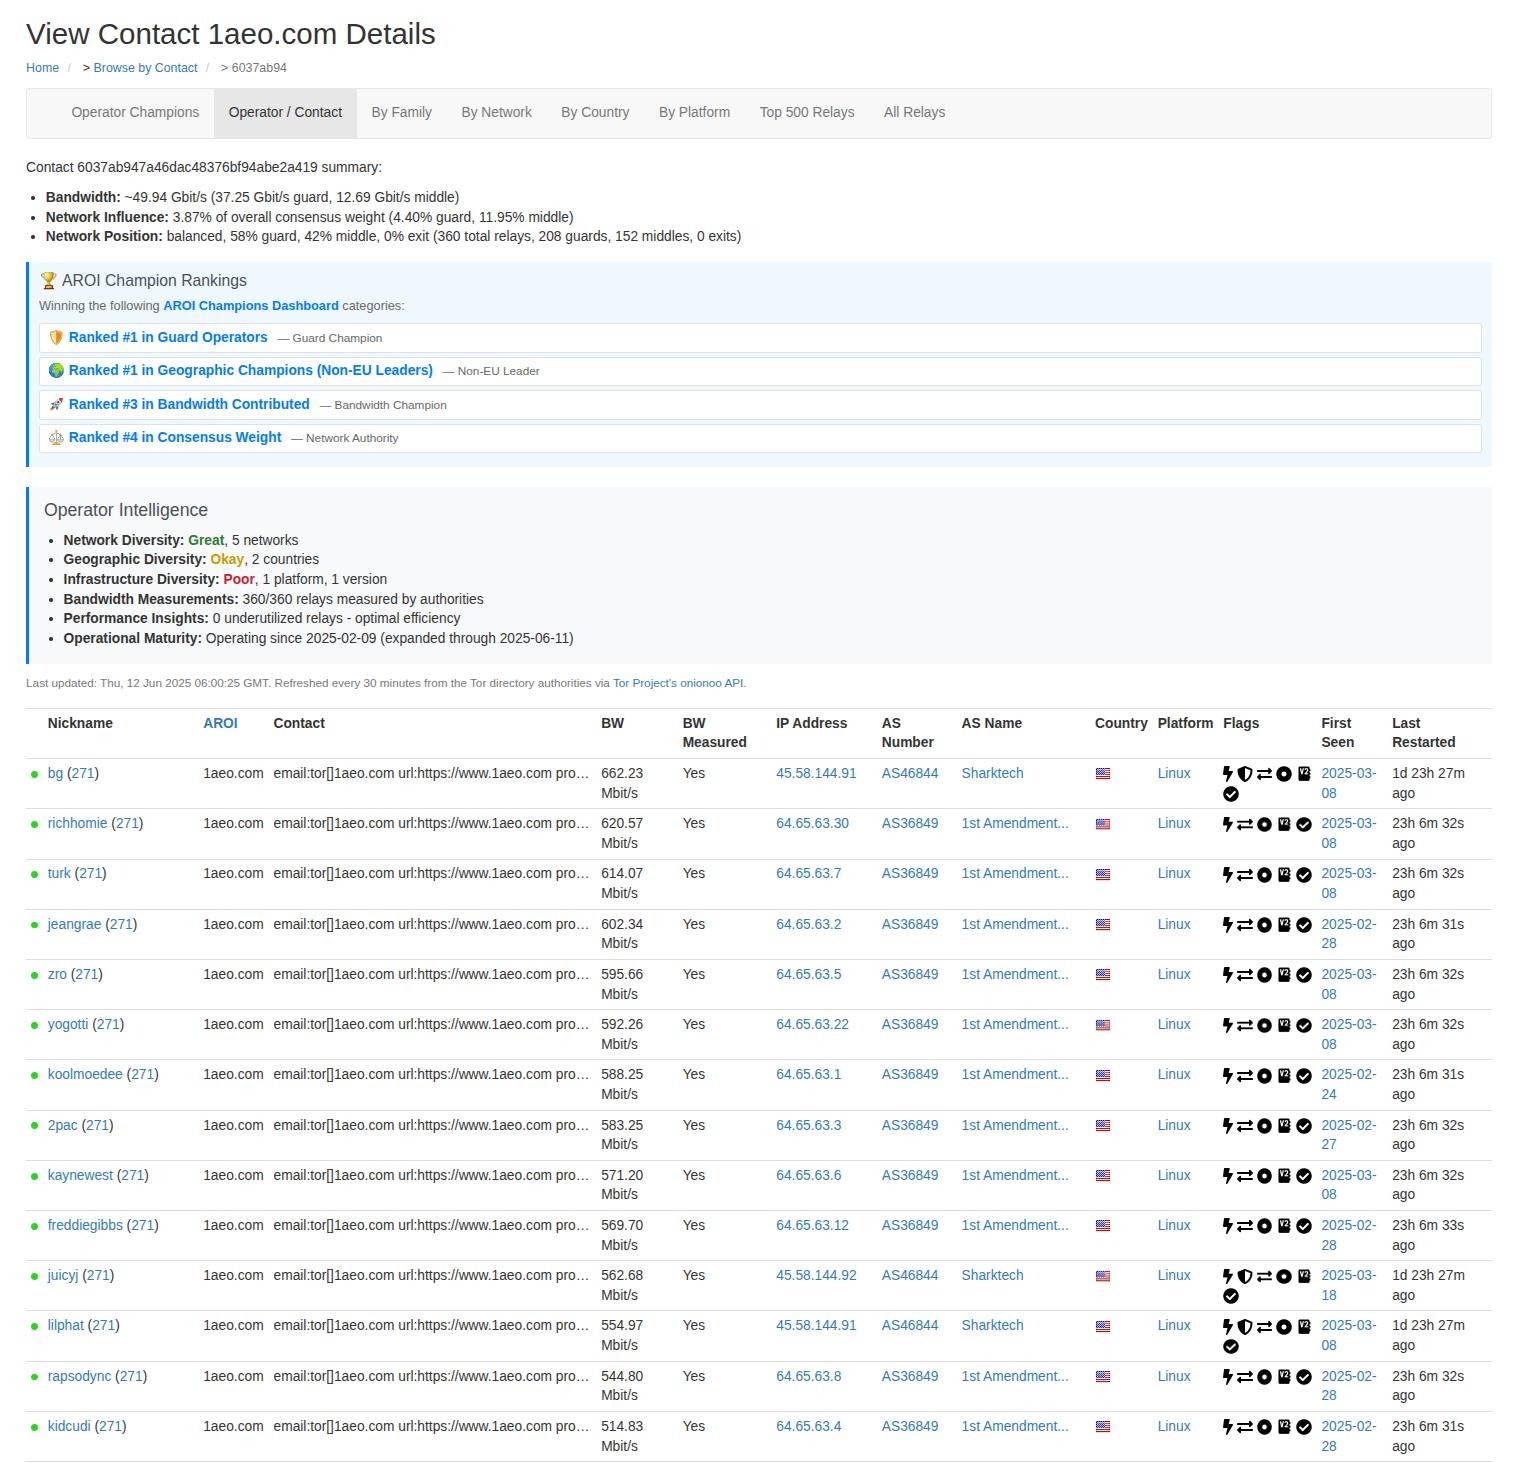 View Contact 1aeo.com Details
Home / > Browse by Contact / > 6037ab94
Operator Champions Operator / Contact By Family By Network By Country By Platform Top 500 Relays All Relays
Contact 6037ab947a46dac48376bf94abe2a419 summary:
• Bandwidth: ~49.94 Gbit/s (37.25 Gbit/s guard, 12.69 Gbit/s middle)
• Network Influence: 3.87% of overall consensus weight (4.40% guard, 11.95% middle)
• Network Position: balanced, 58% guard, 42% middle, 0% exit (360 total relays, 208 guards, 152 middles, 0 exits)
AROI Champion Rankings
Winning the following AROI Champions Dashboard categories:
Ranked #1 in Guard Operators — Guard Champion
Ranked #1 in Geographic Champions (Non-EU Leaders) — Non-EU Leader
Ranked #3 in Bandwidth Contributed — Bandwidth Champion
Ranked #4 in Consensus Weight — Network Authority
Operator Intelligence
• Network Diversity: Great, 5 networks
• Geographic Diversity: Okay, 2 countries
• Infrastructure Diversity: Poor, 1 platform, 1 version
• Bandwidth Measurements: 360/360 relays measured by authorities
• Performance Insights: 0 underutilized relays - optimal efficiency
• Operational Maturity: Operating since 2025-02-09 (expanded through 2025-06-11)
Last updated: Thu, 12 Jun 2025 06:00:25 GMT. Refreshed every 30 minutes from the Tor directory authorities via Tor Project's onionoo API.
Nickname AROI Contact BW BW IP Address AS AS Name Country Platform Flags First Last
Measured Number Seen Restarted
bg (271) 1aeo.com email:tor[]1aeo.com url:https://www.1aeo.com pro… 662.23 Yes 45.58.144.91 AS46844 Sharktech Linux V2 2025-03- 1d 23h 27m
Mbit/s 08 ago
richhomie (271) 1aeo.com email:tor[]1aeo.com url:https://www.1aeo.com pro… 620.57 Yes 64.65.63.30 AS36849 1st Amendment... Linux V2 2025-03- 23h 6m 32s
Mbit/s 08 ago
turk (271) 1aeo.com email:tor[]1aeo.com url:https://www.1aeo.com pro… 614.07 Yes 64.65.63.7 AS36849 1st Amendment... Linux V2 2025-03- 23h 6m 32s
Mbit/s 08 ago
jeangrae (271) 1aeo.com email:tor[]1aeo.com url:https://www.1aeo.com pro… 602.34 Yes 64.65.63.2 AS36849 1st Amendment... Linux V2 2025-02- 23h 6m 31s
Mbit/s 28 ago
zro (271) 1aeo.com email:tor[]1aeo.com url:https://www.1aeo.com pro… 595.66 Yes 64.65.63.5 AS36849 1st Amendment... Linux V2 2025-03- 23h 6m 32s
Mbit/s 08 ago
yogotti (271) 1aeo.com email:tor[]1aeo.com url:https://www.1aeo.com pro… 592.26 Yes 64.65.63.22 AS36849 1st Amendment... Linux V2 2025-03- 23h 6m 32s
Mbit/s 08 ago
koolmoedee (271) 1aeo.com email:tor[]1aeo.com url:https://www.1aeo.com pro… 588.25 Yes 64.65.63.1 AS36849 1st Amendment... Linux V2 2025-02- 23h 6m 31s
Mbit/s 24 ago
2pac (271) 1aeo.com email:tor[]1aeo.com url:https://www.1aeo.com pro… 583.25 Yes 64.65.63.3 AS36849 1st Amendment... Linux V2 2025-02- 23h 6m 32s
Mbit/s 27 ago
kaynewest (271) 1aeo.com email:tor[]1aeo.com url:https://www.1aeo.com pro… 571.20 Yes 64.65.63.6 AS36849 1st Amendment... Linux V2 2025-03- 23h 6m 32s
Mbit/s 08 ago
freddiegibbs (271) 1aeo.com email:tor[]1aeo.com url:https://www.1aeo.com pro… 569.70 Yes 64.65.63.12 AS36849 1st Amendment... Linux V2 2025-02- 23h 6m 33s
Mbit/s 28 ago
juicyj (271) 1aeo.com email:tor[]1aeo.com url:https://www.1aeo.com pro… 562.68 Yes 45.58.144.92 AS46844 Sharktech Linux V2 2025-03- 1d 23h 27m
Mbit/s 18 ago
lilphat (271) 1aeo.com email:tor[]1aeo.com url:https://www.1aeo.com pro… 554.97 Yes 45.58.144.91 AS46844 Sharktech Linux V2 2025-03- 1d 23h 27m
Mbit/s 08 ago
rapsodync (271) 1aeo.com email:tor[]1aeo.com url:https://www.1aeo.com pro… 544.80 Yes 64.65.63.8 AS36849 1st Amendment... Linux V2 2025-02- 23h 6m 32s
Mbit/s 28 ago
kidcudi (271) 1aeo.com email:tor[]1aeo.com url:https://www.1aeo.com pro… 514.83 Yes 64.65.63.4 AS36849 1st Amendment... Linux V2 2025-02- 23h 6m 31s
Mbit/s 28 ago